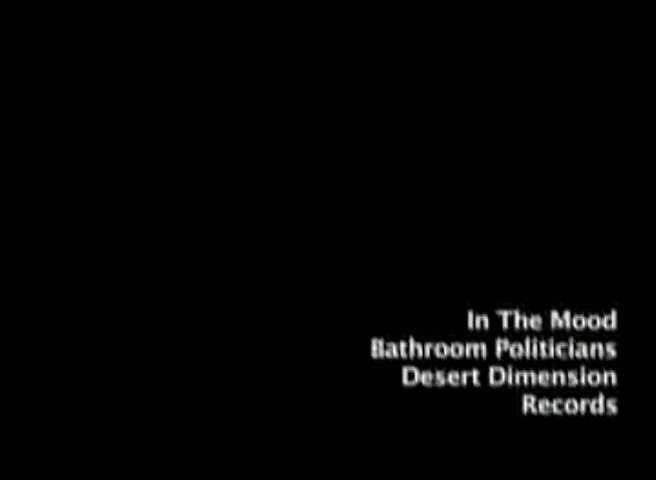 In The Mood
Bathroom Politicians
Desert Dimension
Records